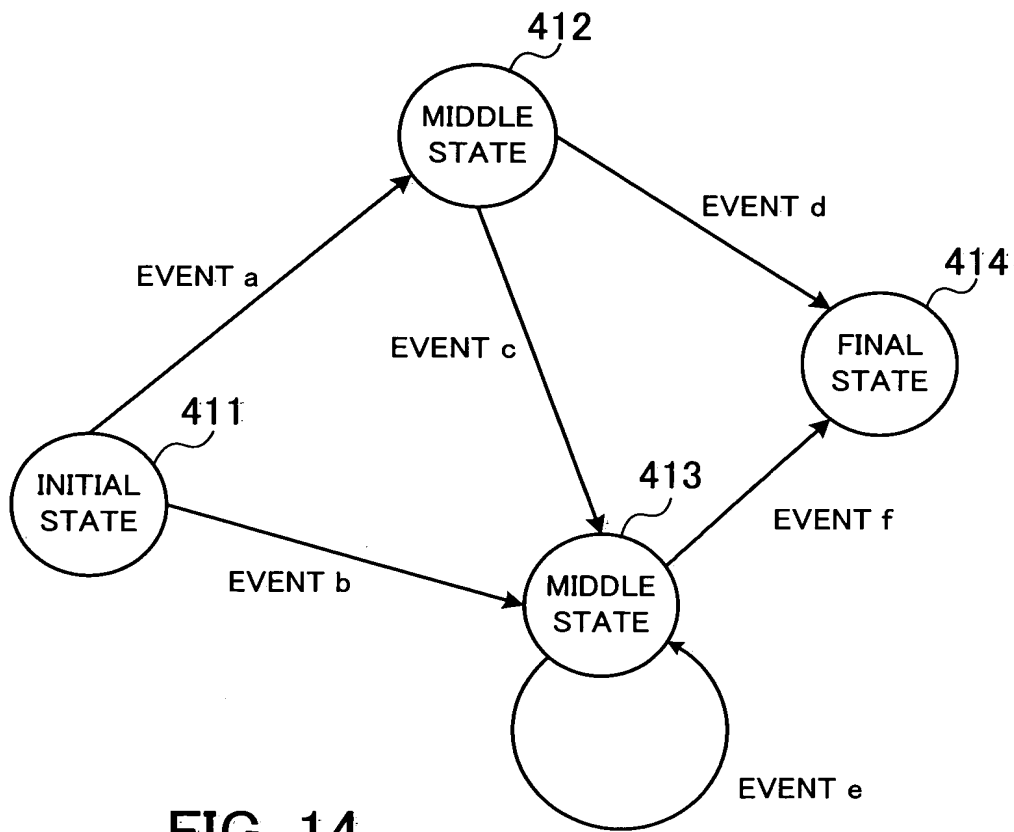 412
MIDDLE
STATE
EVENT d
EVENT a
414
EVENT c
FINAL
STATE
411
INITIAL
STATE
413
EVENT f
EVENT b
MIDDLE
STATE
EVENT e
FIG. 14